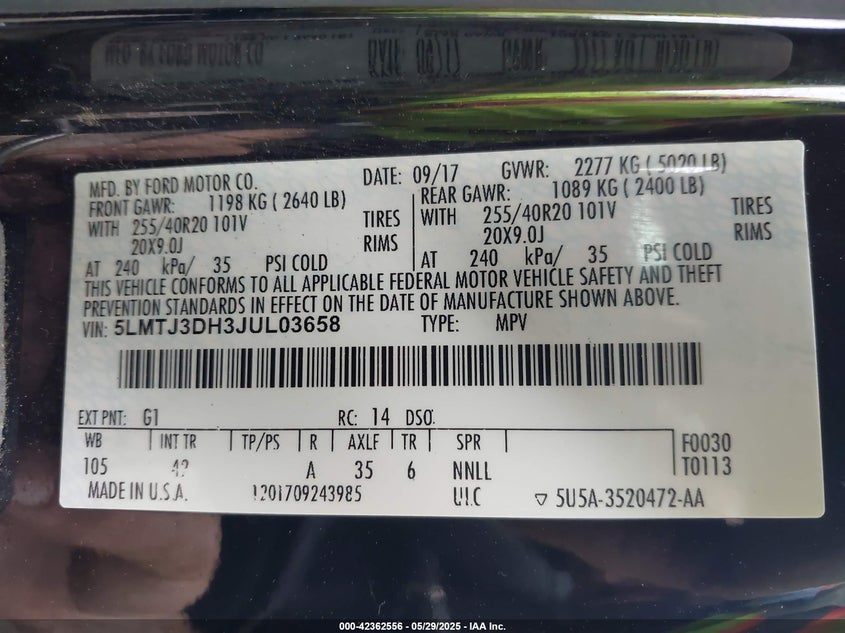 MFD. BY FORD MOTOR CO. DATE: 09/17 GVWR: 2277 KG ( 5020 LB)
FRONT GAWR: 1198 KG ( 2640 LB) REAR GAWR: 1089 KG ( 2400 LB)
WITH 255/40R20 101V TIRES WITH 255/40R20 101V TIRES
20X9.0J RIMS 20X9.0J RIMS
AT 240 kPa/ 35 PSI COLD AT 240 kPa/ 35 PSI COLD
THIS VEHICLE CONFORMS TO ALL APPLICABLE FEDERAL MOTOR VEHICLE SAFETY AND THEFT
PREVENTION STANDARDS IN EFFECT ON THE DATE OF MANUFACTURE SHOWN ABOVE.
VIN: 5LMTJ3DH3JUL03658 TYPE: MPV
EXT PNT: G1 RC: 14 DSO:
WB INT TR TP/PS R AXLE TR SPR F0030
105 42 A 35 6 NNLL T0113
MADE IN U.S.A. 1201709243985 ULC ▽ 5U5A-3520472-AA
000-42362556 - 05/29/2025 - IAA Inc.